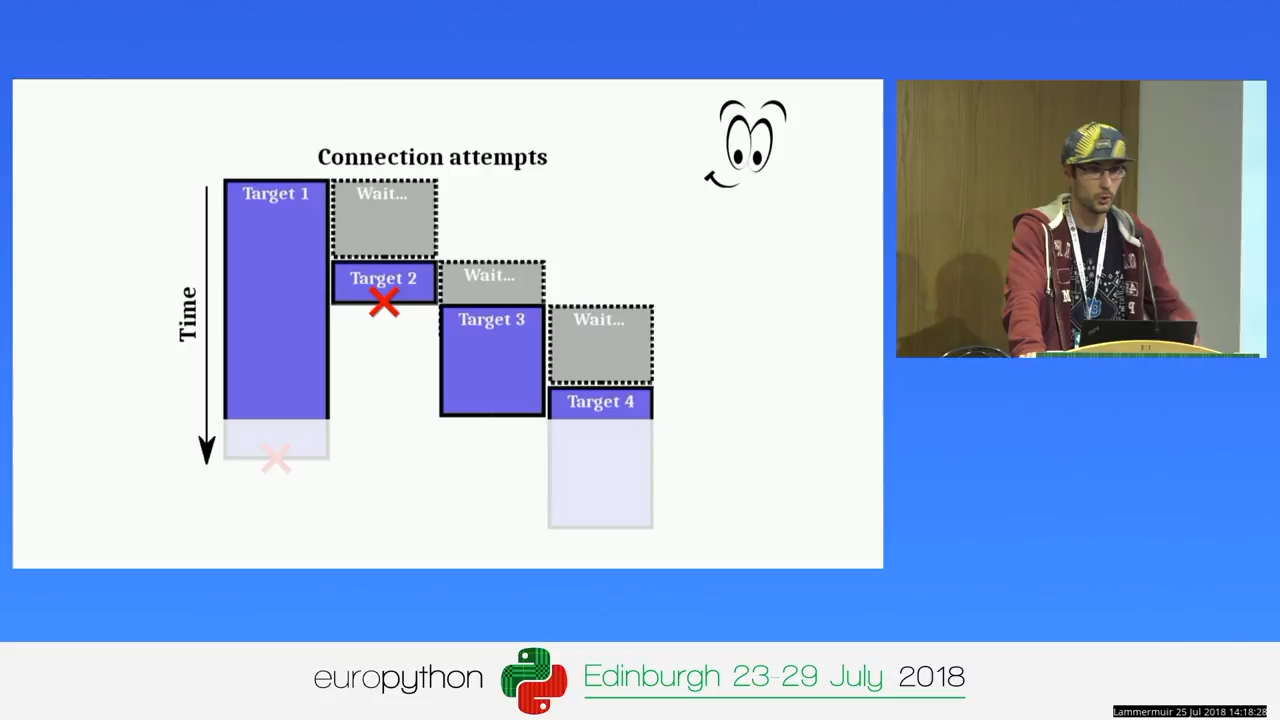 Connection attempts
Target 1
Wait...
Target 2
Wait...
Target 3
Wait...
Target 4
Time
europython
Edinburgh 23-29 July 2018
Lammermuir 25 Jul 2018 14:18:28